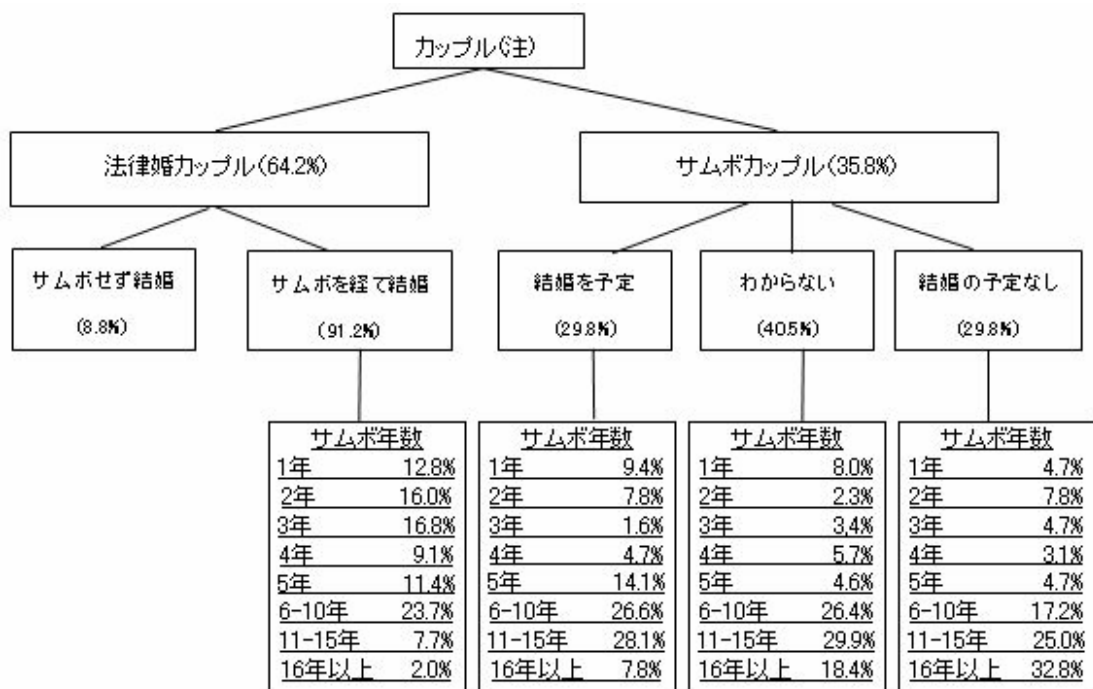 カップル(注)
法律婚カップル(64.2%)
サムボカップル(35.8%)
サムボせず結婚
(8.8%)
サムボを経て結婚
(91.2%)
結婚を予定
(29.8%)
わからない
(40.5%)
結婚の予定なし
(29.8%)
サムボ年数
1年 12.8%
2年 16.0%
3年 16.8%
4年 9.1%
5年 11.4%
6-10年 23.7%
11-15年 7.7%
16年以上 2.0%
サムボ年数
1年 9.4%
2年 7.8%
3年 1.6%
4年 4.7%
5年 14.1%
6-10年 26.6%
11-15年 28.1%
16年以上 7.8%
サムボ年数
1年 8.0%
2年 2.3%
3年 3,4%
4年 5.7%
5年 4.6%
6-10年 26.4%
11-15年 29.9%
16年以上 18.4%
サムボ年数
1年 4.7%
2年 7.8%
3年 4.7%
4年 3.1%
5年 4.7%
6-10年 17.2%
11-15年 25.0%
16年以上 32.8%